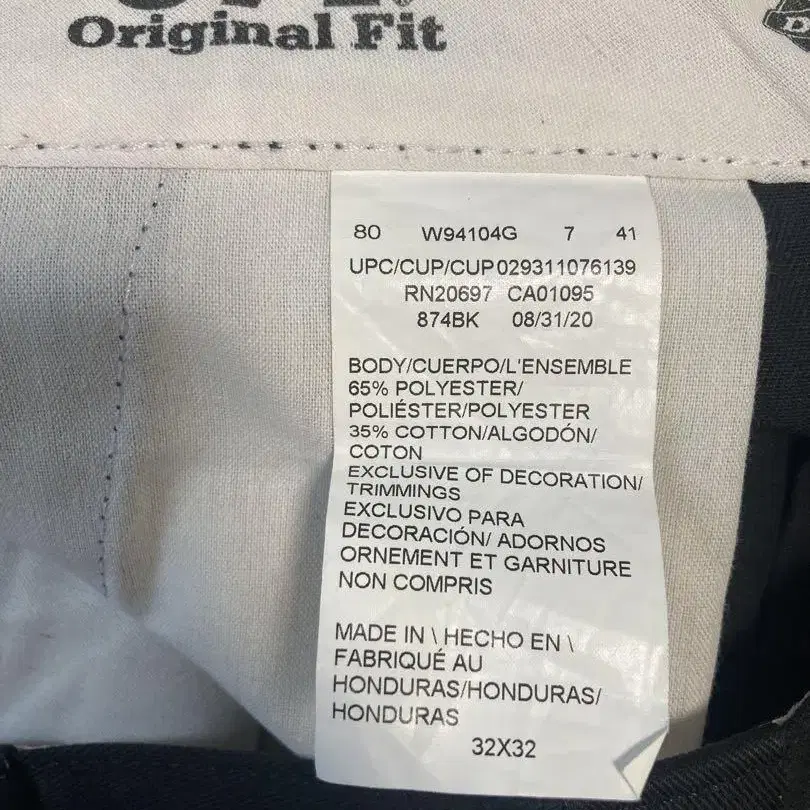 Original Fit
80 W94104G 7 41
UPC/CUP/CUP 029311076139
RN20697 CA01095
874BK 08/31/20
BODY/CUERPO/L'ENSEMBLE
65% POLYESTER/
POLIÉSTER/POLYESTER
35% COTTON/ALGODÓN/
COTON
EXCLUSIVE OF DECORATION/
TRIMMINGS
EXCLUSIVO PARA
DECORACIÓN/ ADORNOS
ORNEMENT ET GARNITURE
NON COMPRIS
MADE IN \ HECHO EN \
FABRIQUÉ AU
HONDURAS/HONDURAS/
HONDURAS
32X32